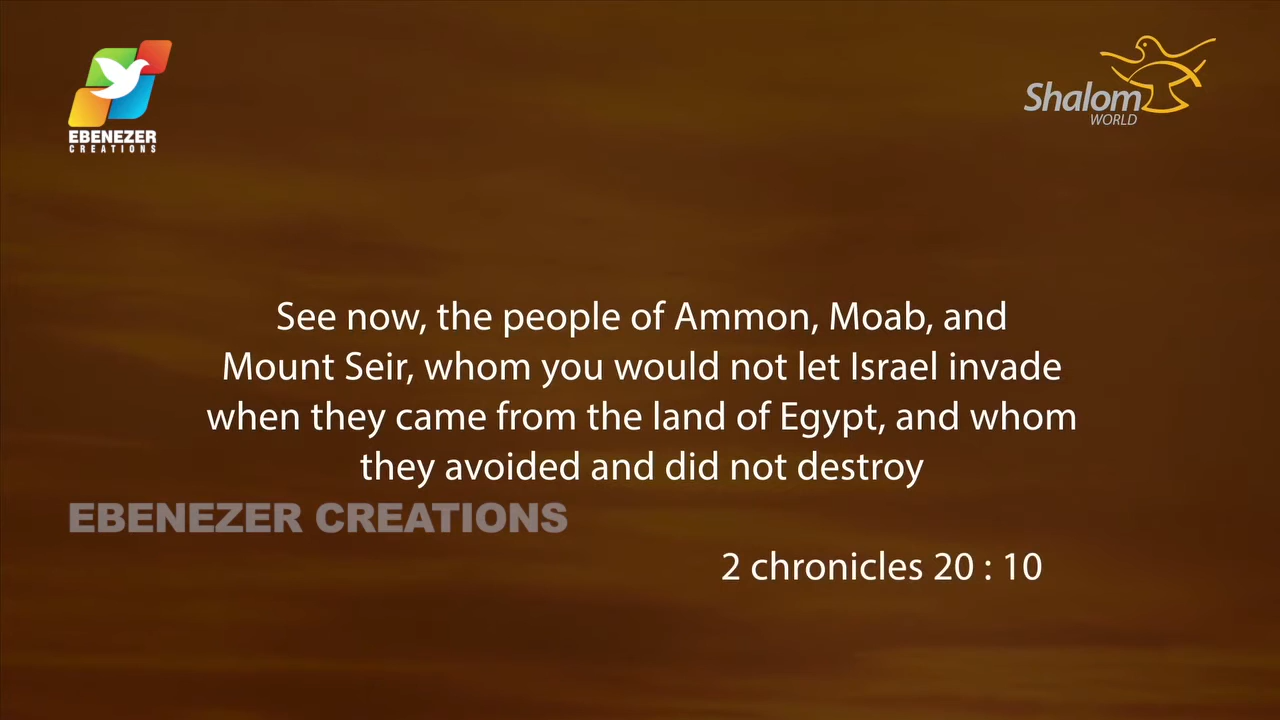 EBENEZER
CREATIONS
Shalom
WORLD
See now, the people of Ammon, Moab, and
Mount Seir, whom you would not let Israel invade
when they came from the land of Egypt, and whom
they avoided and did not destroy
EBENEZER CREATIONS
2 chronicles 20 : 10